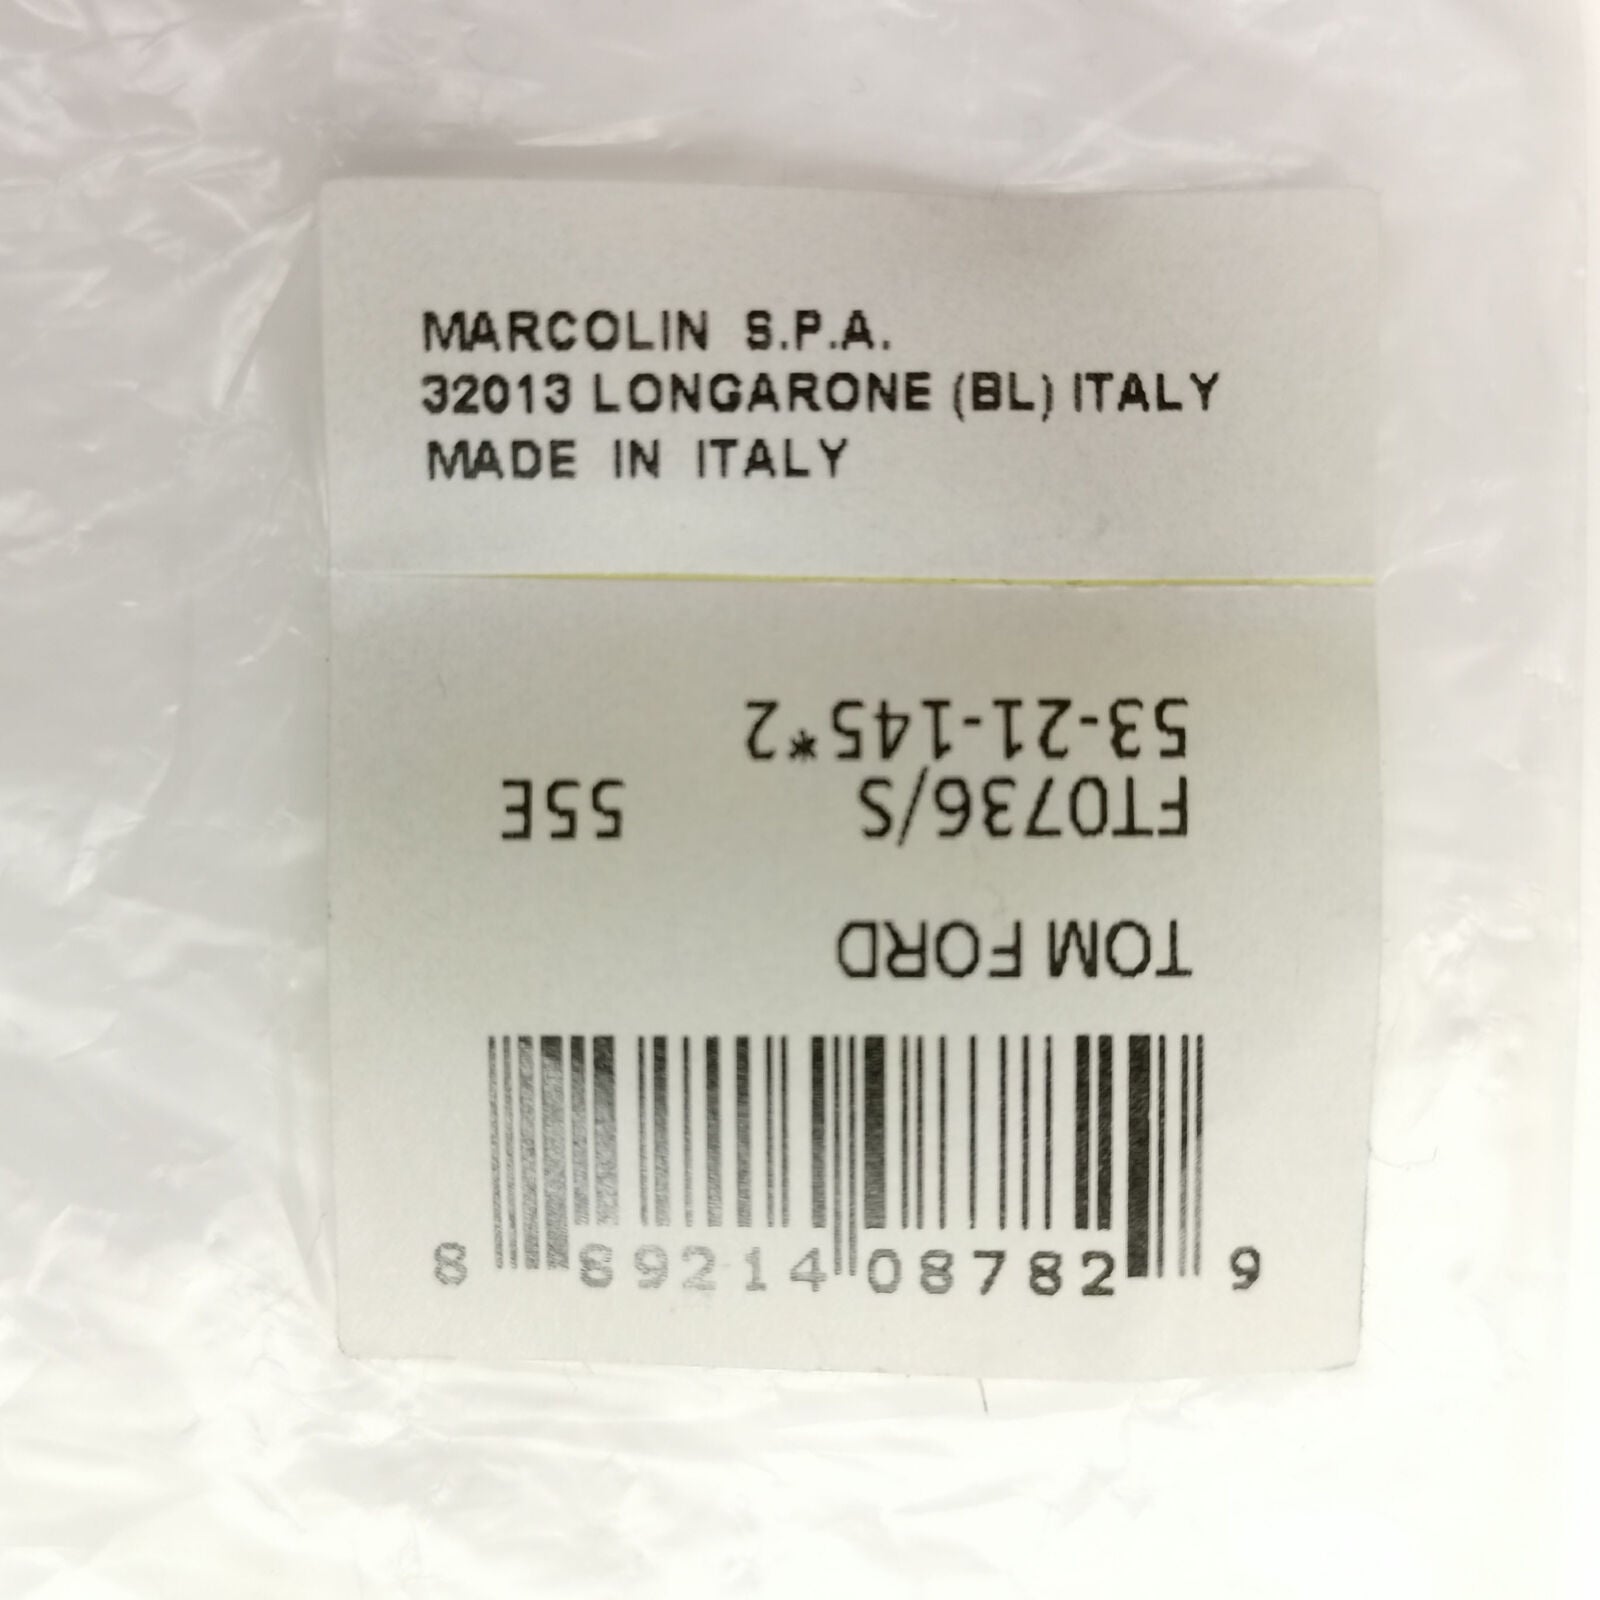 MARCOLIN S.P.A.
32013 LONGARONE (BL) ITALY
MADE IN ITALY
TOM FORD
FT0736/S 55E
53-21-145*2
8 89214 08782 9